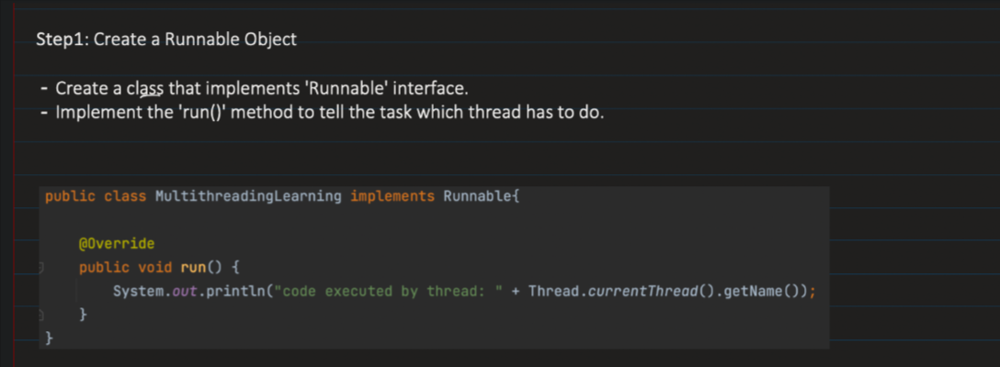 Step1: Create a Runnable Object
- Create a class that implements 'Runnable' interface.
- Implement the 'run()' method to tell the task which thread has to do.
public class MultithreadingLearning implements Runnable{
@Override
public void run() {
System.out.println("code executed by thread: " + Thread.currentThread().getName());
}
}